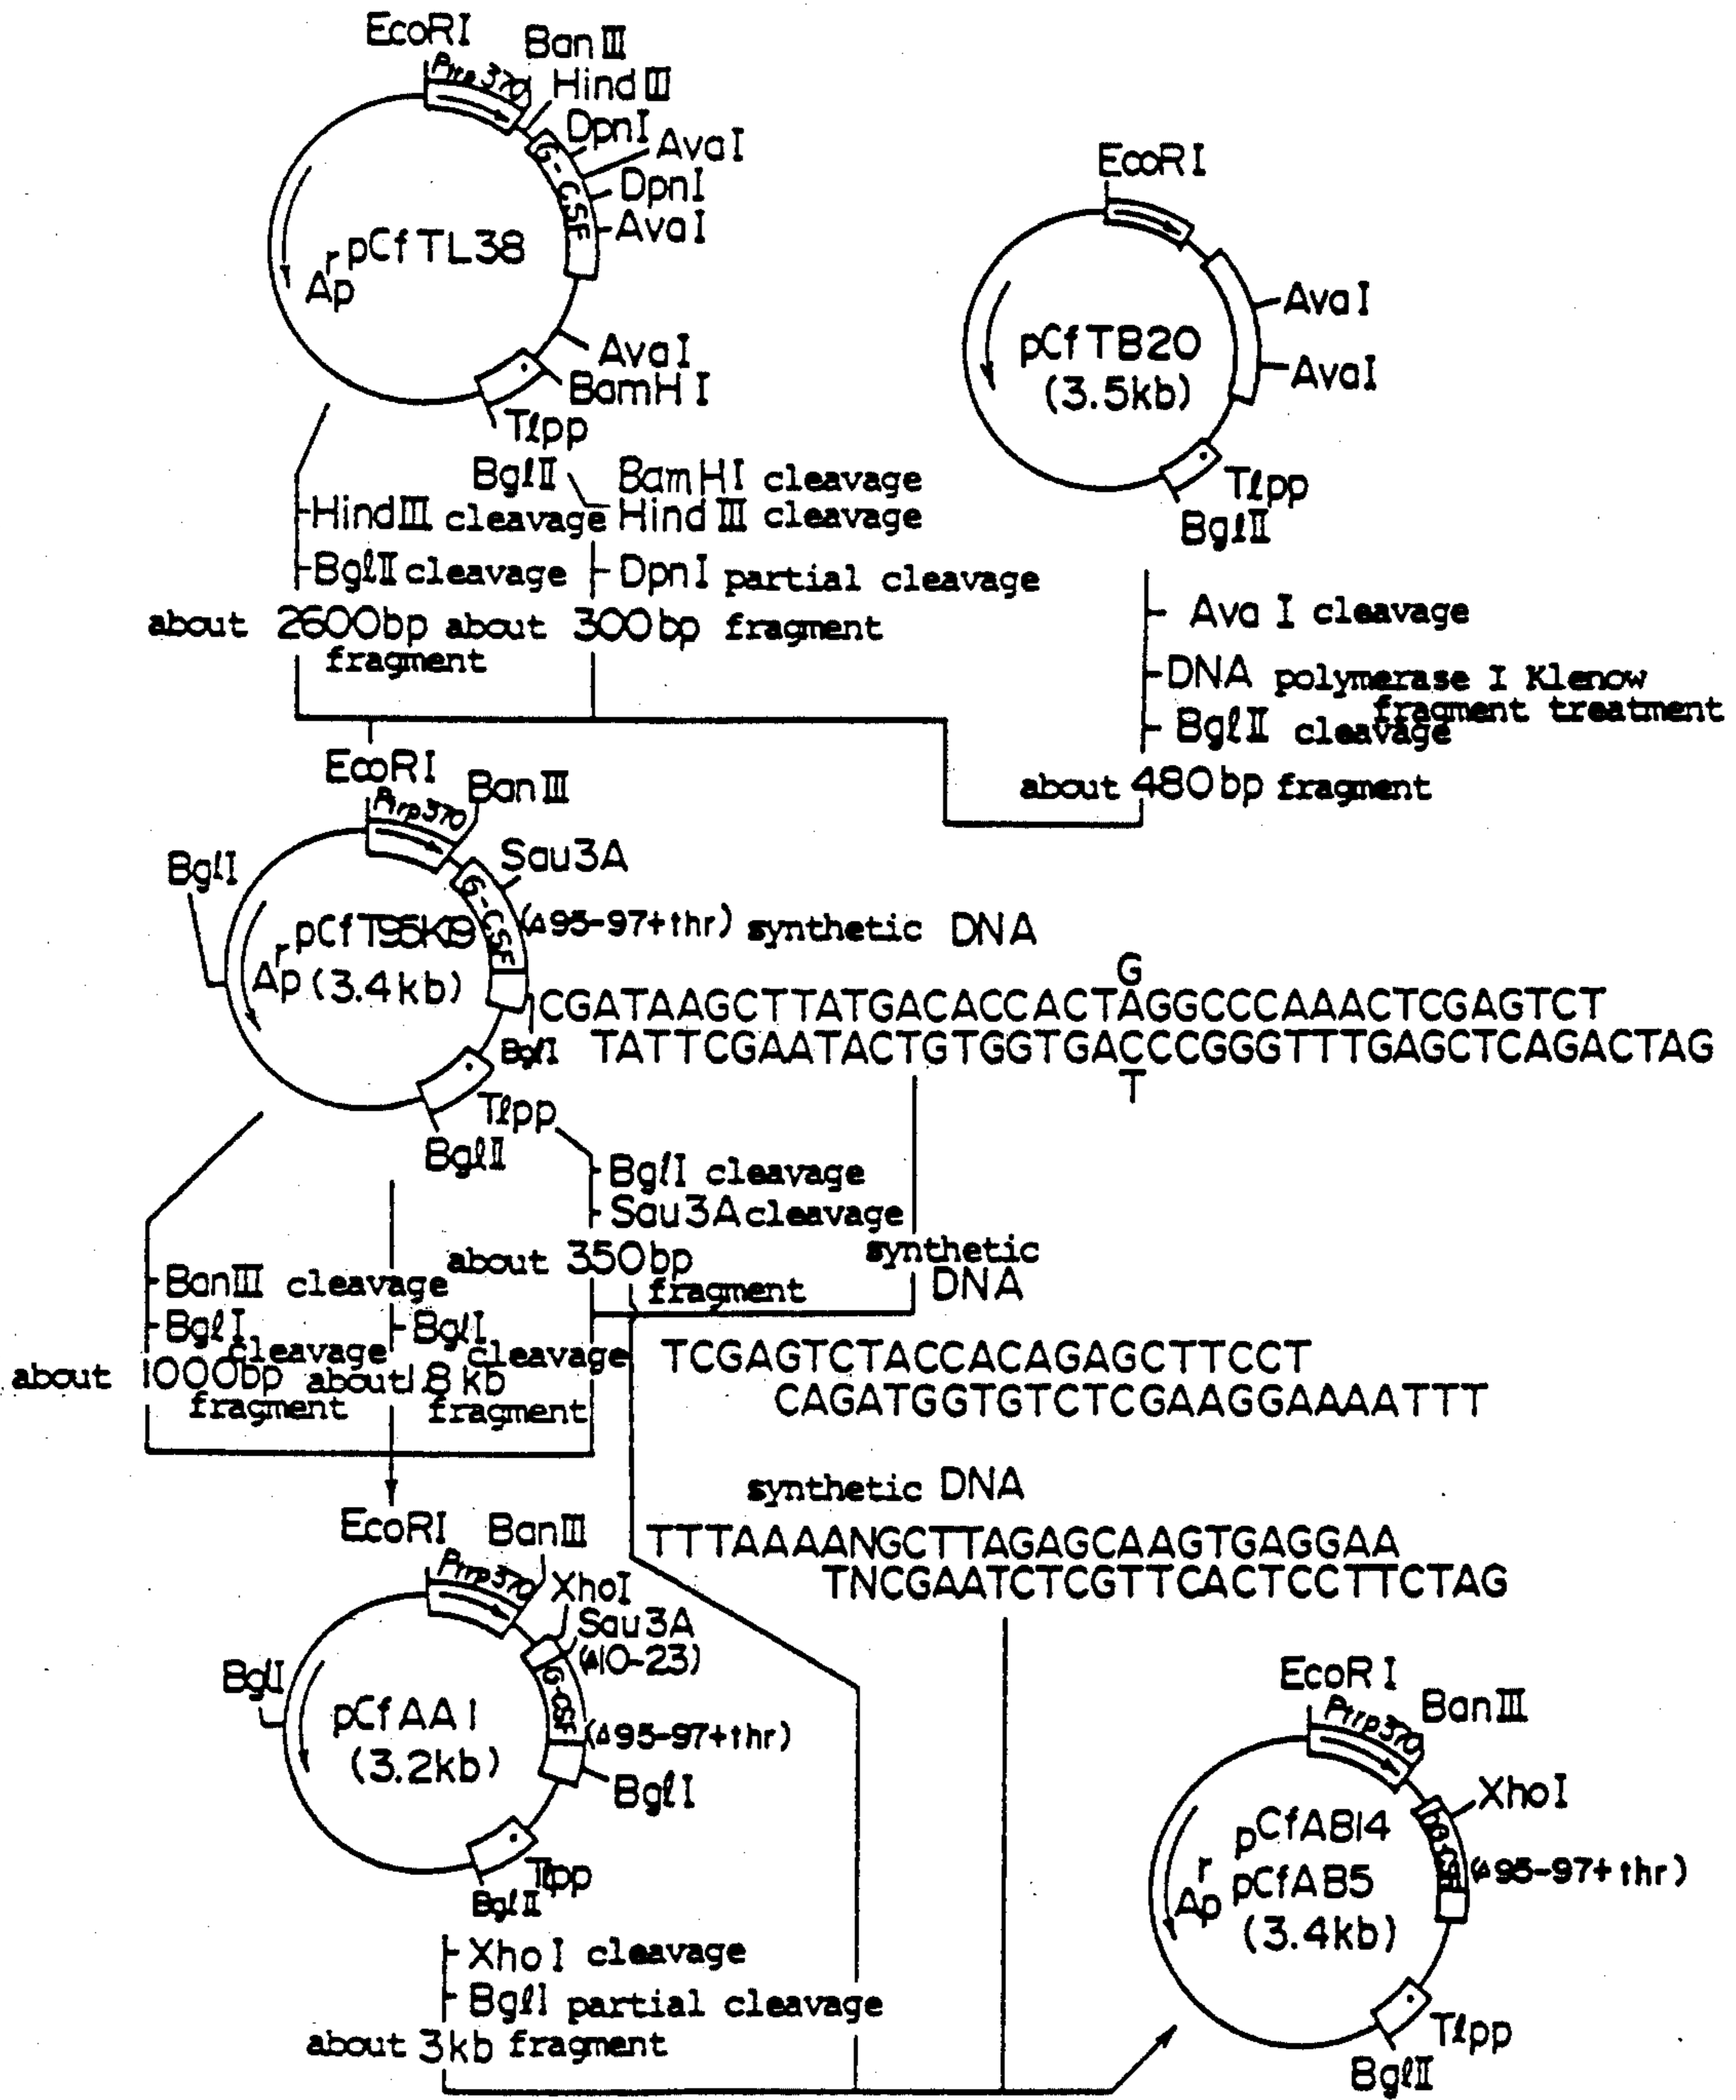 EcoRI
Ptrp370
BanIII
HindIII
DpnI
AvaI
DpnI
AvaI
G-CSF
pCfTL38
Apr
AvaI
BamHI
Tlpp
BglII
EcoRI
pCfTB20
(3.5kb)
AvaI
AvaI
Tlpp
BglII
HindIII cleavage
BglII cleavage
about 2600bp
fragment
BamHI cleavage
HindIII cleavage
DpnI partial cleavage
about 300bp fragment
AvaI cleavage
DNA polymerase I Klenow
fragment treatment
BglII cleavage
about 480bp fragment
EcoRI
Ptrp370
BanIII
BglI
Sau3A
G-CSF
(Δ95-97+thr)
pCfT95K19
Apr (3.4kb)
BglI
Tlpp
BglII
synthetic DNA
G
CGATAAGCTTATGACACCACTAGGCCCAAACTCGAGTCT
TATTCGAATACTGTGGTGACCCGGGTTTGAGCTCAGACTAG
T
BglI cleavage
Sau3A cleavage
about 350bp
fragment
synthetic
DNA
BanIII cleavage
BglI
cleavage
about 1000bp
fragment
BglI
cleavage
about 1.8kb
fragment
TCGAGTCTACCACAGAGCTTCCT
CAGATGGTGTCTCGAAGGAAAATTT
synthetic DNA
TTTAAAANGCTTAGAGCAAGTGAGGAA
TNCGAATCTCGTTCACTCCTTCTAG
EcoRI
Ptrp370
BanIII
XhoI
Sau3A
(Δ10-23)
BglI
G-CSF
pCfAA1
(3.2kb)
(Δ95-97+thr)
BglI
Tlpp
BglII
XhoI cleavage
BglI partial cleavage
about 3kb fragment
EcoRI
Ptrp370
BanIII
XhoI
pCfAB14
Apr pCfAB5
(3.4kb)
(Δ95-97+thr)
Tlpp
BglII